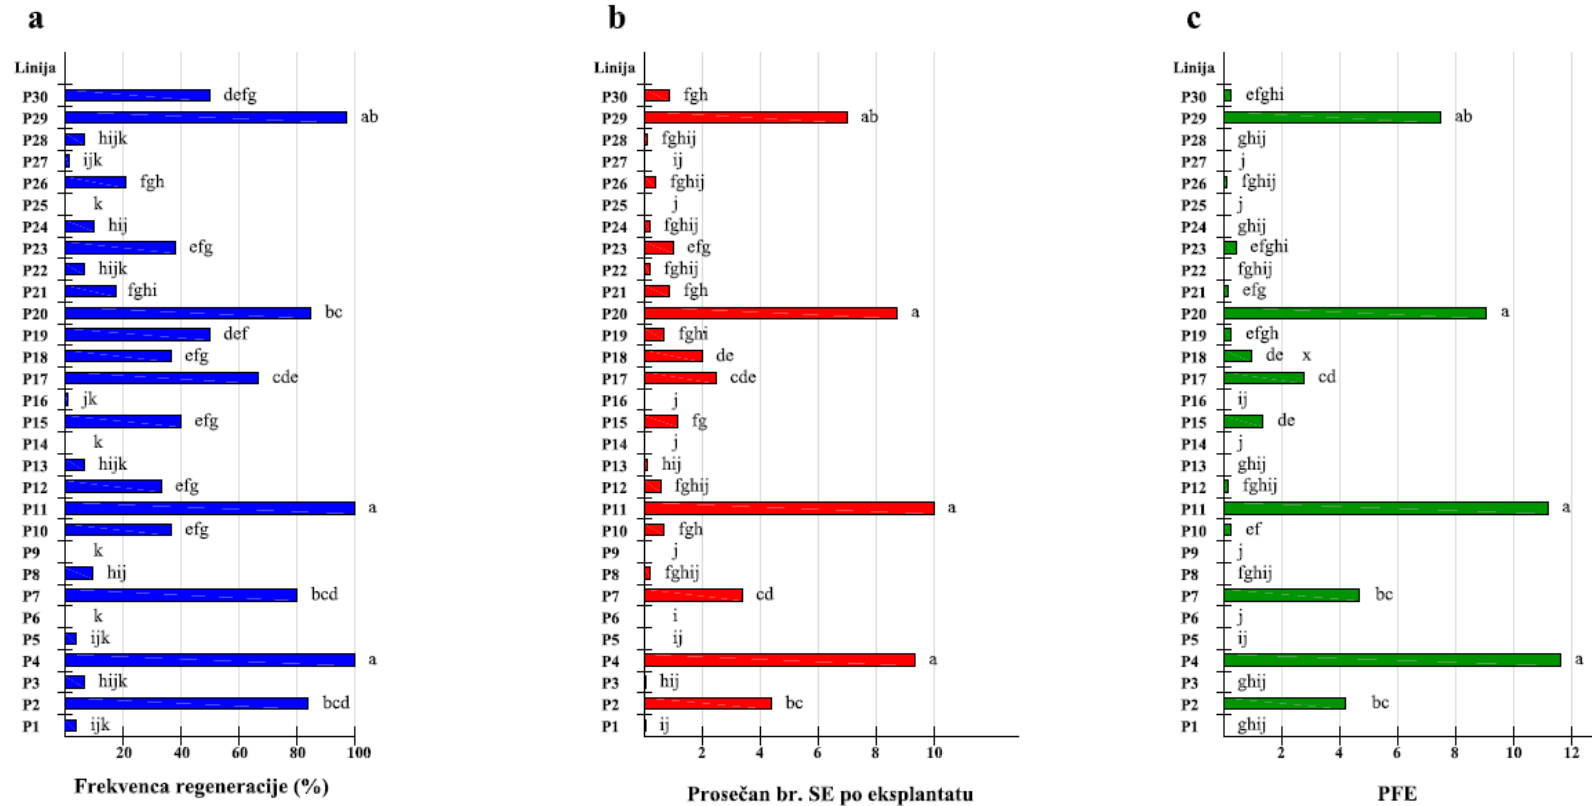 a b c
Linija Linija Linija
P30 defg P30 fgh P30 efghi
P29 ab P29 ab P29 ab
P28 hijk P28 fghij P28 ghij
P27 ijk P27 ij P27 j
P26 fgh P26 fghij P26 fghij
P25 k P25 j P25 j
P24 hij P24 fghij P24 ghij
P23 efg P23 efg P23 efghi
P22 hijk P22 fghij P22 fghij
P21 fghi P21 fgh P21 efg
P20 bc P20 a P20 a
P19 def P19 fghi P19 efgh
P18 efg P18 de P18 de x
P17 cde P17 cde P17 cd
P16 jk P16 j P16 ij
P15 efg P15 fg P15 de
P14 k P14 j P14 j
P13 hijk P13 hij P13 ghij
P12 efg P12 fghij P12 fghij
P11 a P11 a P11 a
P10 efg P10 fgh P10 ef
P9 k P9 j P9 j
P8 hij P8 fghij P8 fghij
P7 bcd P7 cd P7 bc
P6 k P6 i P6 j
P5 ijk P5 ij P5 ij
P4 a P4 a P4 a
P3 hijk P3 hij P3 ghij
P2 bcd P2 bc P2 bc
P1 ijk P1 ij P1 ghij
20 40 60 80 100 2 4 6 8 10 2 4 6 8 10 12
Frekvenca regeneracije (%) Prosečan br. SE po eksplantatu PFE